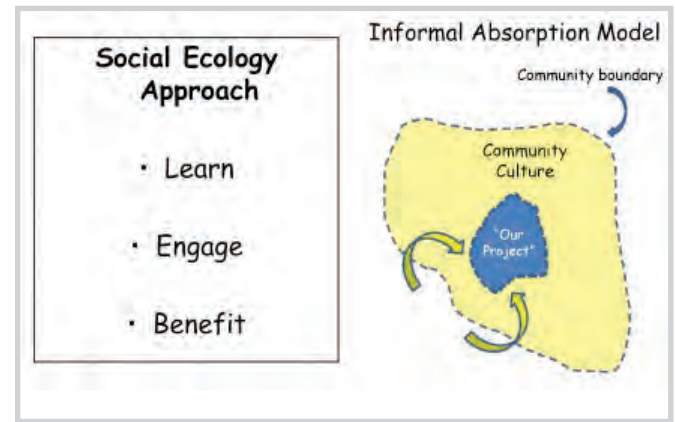 Social Ecology
Approach
· Learn
· Engage
· Benefit
Informal Absorption Model
Community boundary
Community
Culture
"Our
Project"